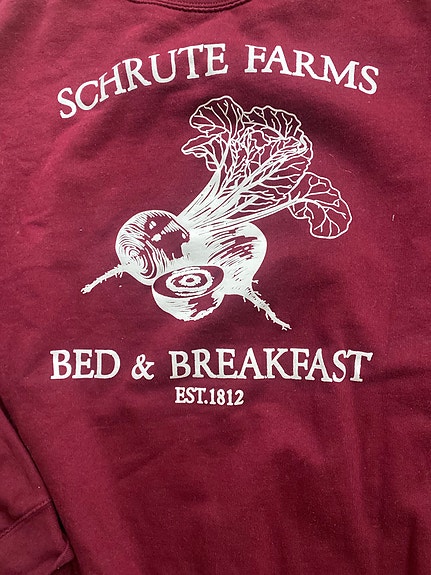 SCHRUTE FARMS
BED & BREAKFAST
EST.1812